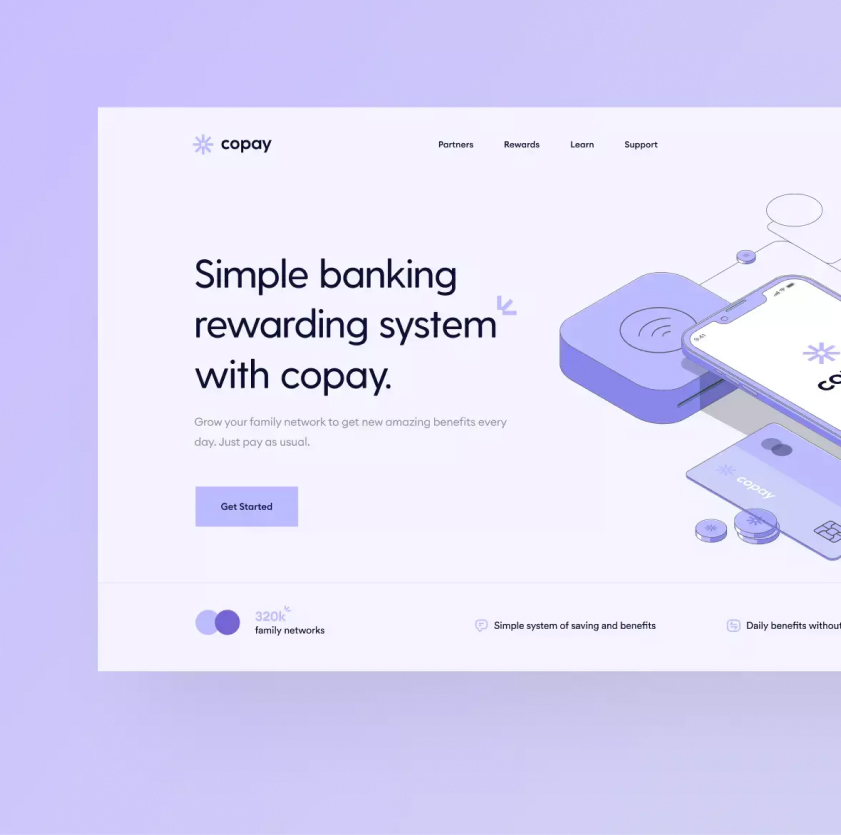 copay
Partners Rewards Learn Support
Simple banking
rewarding system
with copay.
Grow your family network to get new amazing benefits every
day. Just pay as usual.
Get Started
9:41
copay
320k
family networks
Simple system of saving and benefits
Daily benefits without